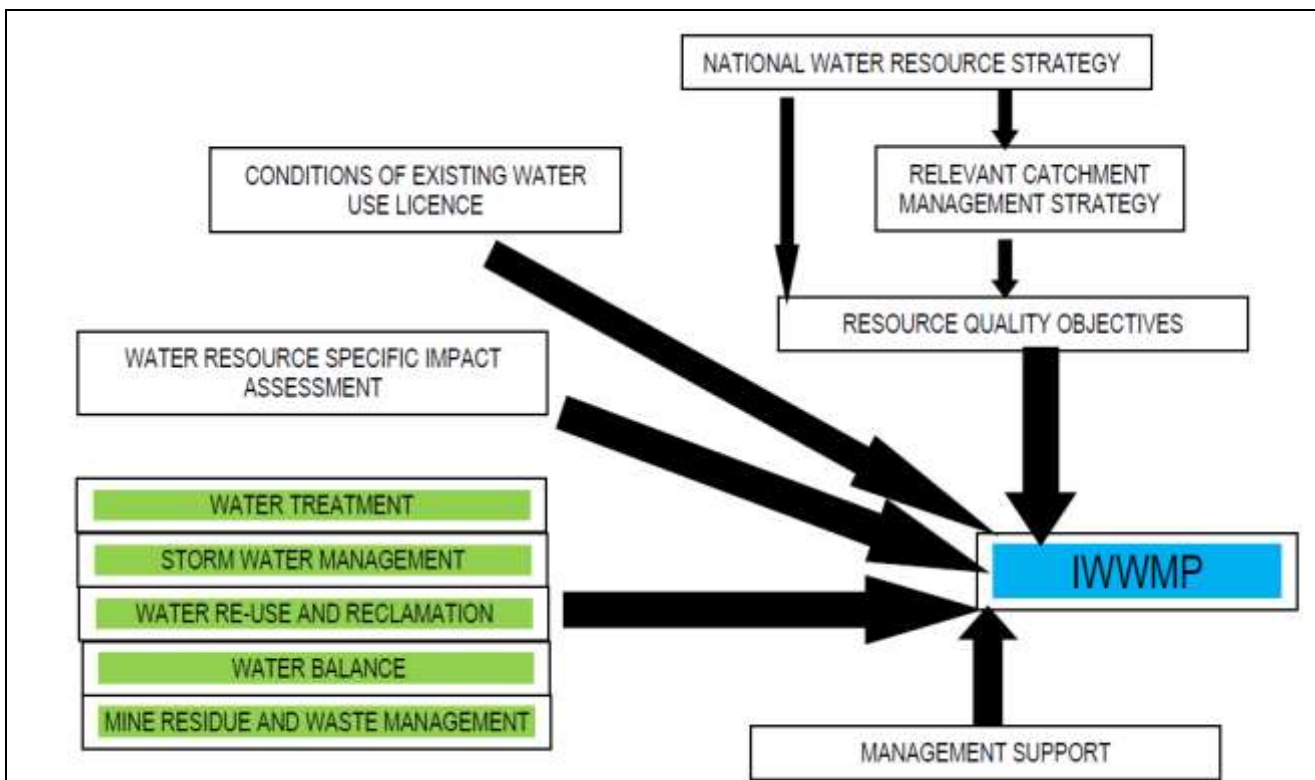 NATIONAL WATER RESOURCE STRATEGY
CONDITIONS OF EXISTING WATER
USE LICENCE
RELEVANT CATCHMENT
MANAGEMENT STRATEGY
RESOURCE QUALITY OBJECTIVES
WATER RESOURCE SPECIFIC IMPACT
ASSESSMENT
WATER TREATMENT
STORM WATER MANAGEMENT
WATER RE-USE AND RECLAMATION
WATER BALANCE
MINE RESIDUE AND WASTE MANAGEMENT
IWWMP
MANAGEMENT SUPPORT